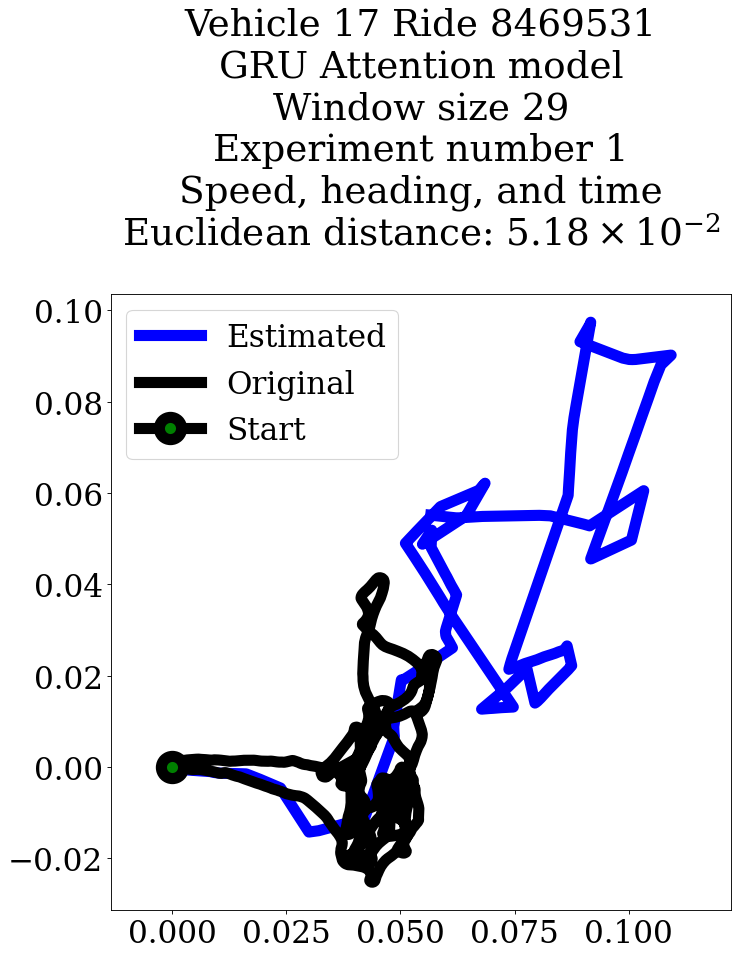 Vehicle 17 Ride 8469531
GRU Attention model
Window size 29
Experiment number 1
Speed, heading, and time
Euclidean distance: 5.18 × 10⁻²
Estimated
Original
Start
0.10
0.08
0.06
0.04
0.02
0.00
−0.02
0.000 0.025 0.050 0.075 0.100